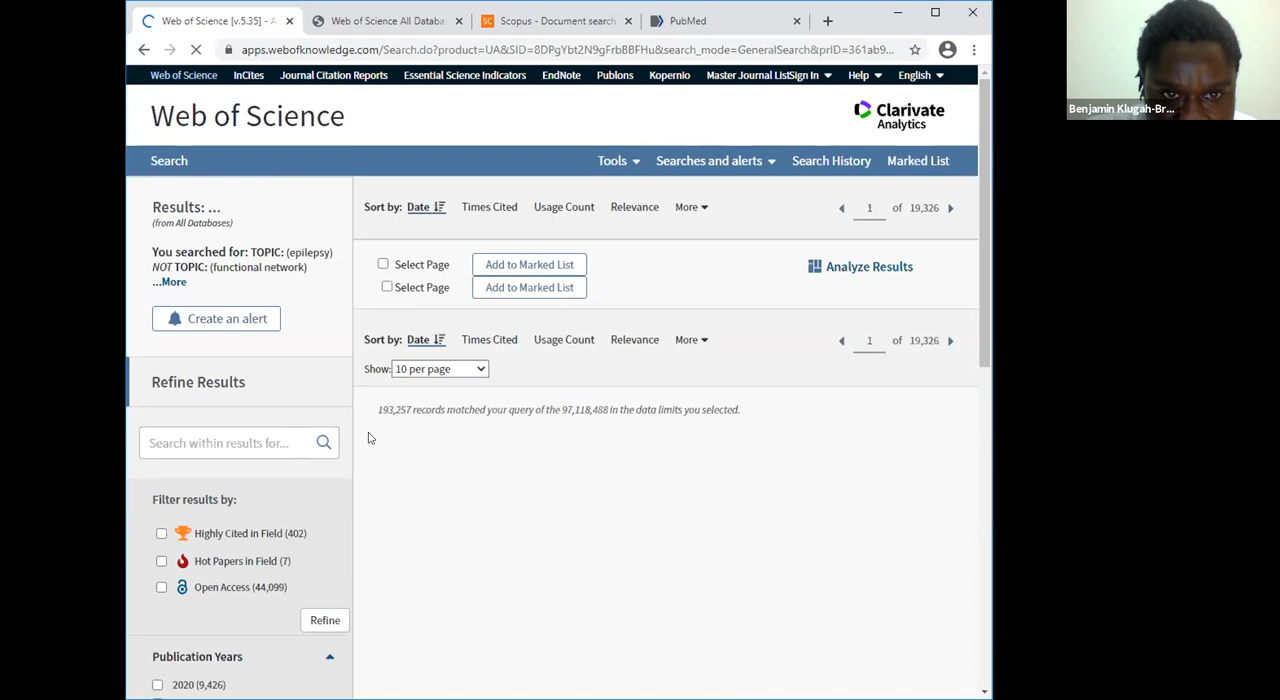 Web of Science [v.5.35] - A
Web of Science All Databa
SC Scopus - Document search
PubMed
apps.webofknowledge.com/Search.do?product=UA&SID=8DPgYbt2N9gFrbBBFHu&search_mode=GeneralSearch&prID=361ab9...
Web of Science InCites Journal Citation Reports Essential Science Indicators EndNote Publons Kopernio Master Journal List Sign In Help English
Benjamin Klugah-Br...
Web of Science
Clarivate
Analytics
Search Tools Searches and alerts Search History Marked List
Results: ...
(from All Databases)
You searched for: TOPIC: (epilepsy)
NOT TOPIC: (functional network)
...More
Create an alert
Refine Results
Search within results for...
Filter results by:
Highly Cited in Field (402)
Hot Papers in Field (7)
Open Access (44,099)
Refine
Publication Years
2020 (9,426)
Sort by: Date Times Cited Usage Count Relevance More 1 of 19,326
Select Page Add to Marked List
Analyze Results
Select Page Add to Marked List
Sort by: Date Times Cited Usage Count Relevance More 1 of 19,326
Show: 10 per page
193,257 records matched your query of the 97,118,488 in the data limits you selected.